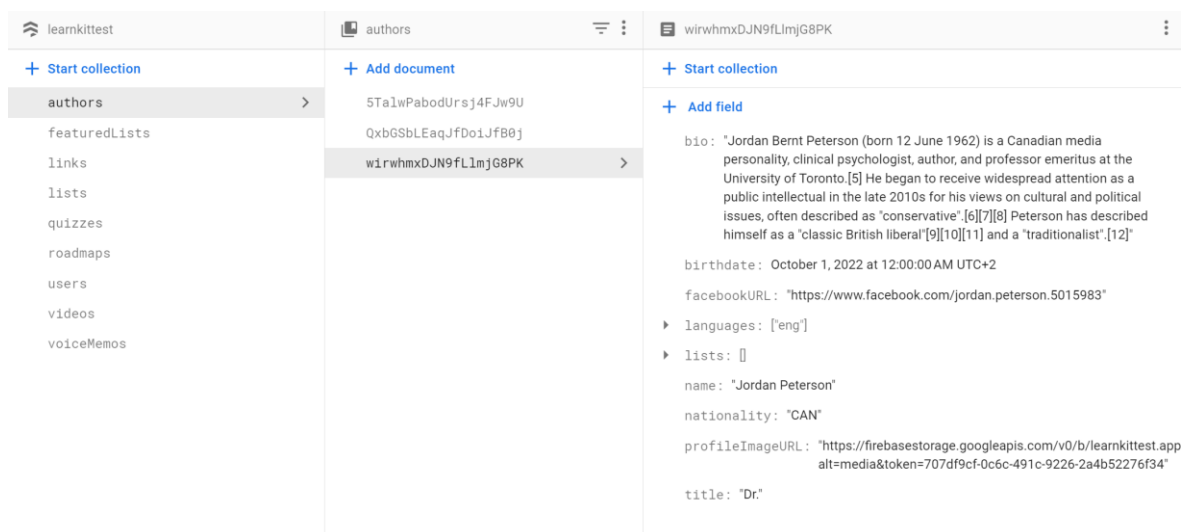 learnkittest
Start collection
authors
featuredLists
links
lists
quizzes
roadmaps
users
videos
voiceMemos
authors
Add document
5TalwPabodUrsj4FJw9U
QxbGSbLEaqJfDoiJfB0j
wirwhmxDJN9fLlmjG8PK
wirwhmxDJN9fLlmjG8PK
Start collection
Add field
bio: "Jordan Bernt Peterson (born 12 June 1962) is a Canadian media
personality, clinical psychologist, author, and professor emeritus at the
University of Toronto.[5] He began to receive widespread attention as a
public intellectual in the late 2010s for his views on cultural and political
issues, often described as "conservative".[6][7][8] Peterson has described
himself as a "classic British liberal"[9][10][11] and a "traditionalist".[12]"
birthdate: October 1, 2022 at 12:00:00 AM UTC+2
facebookURL: "https://www.facebook.com/jordan.peterson.5015983"
languages: ["eng"]
lists: []
name: "Jordan Peterson"
nationality: "CAN"
profileImageURL: "https://firebasestorage.googleapis.com/v0/b/learnkittest.app
alt=media&token=707df9cf-0c6c-491c-9226-2a4b52276f34"
title: "Dr."